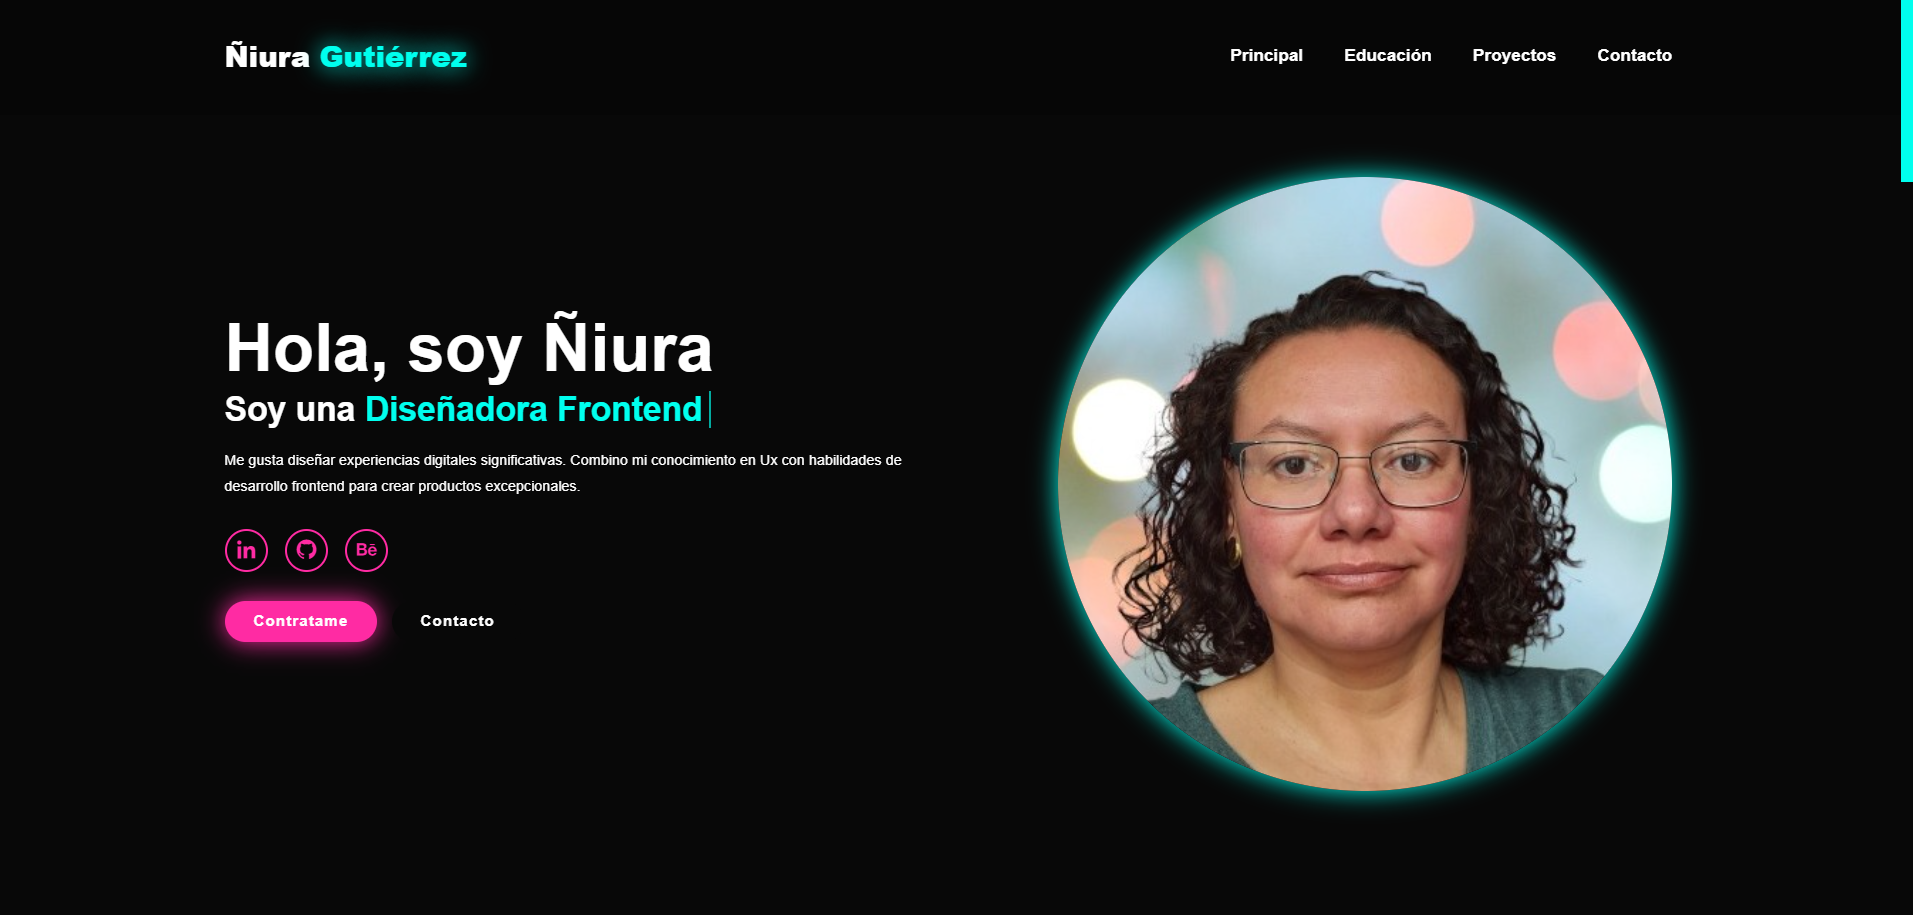 Ñiura Gutiérrez
Principal
Educación
Proyectos
Contacto
Hola, soy Ñiura
Soy una Diseñadora Frontend
Me gusta diseñar experiencias digitales significativas. Combino mi conocimiento en Ux con habilidades de
desarrollo frontend para crear productos excepcionales.
in
Bē
Contratame
Contacto